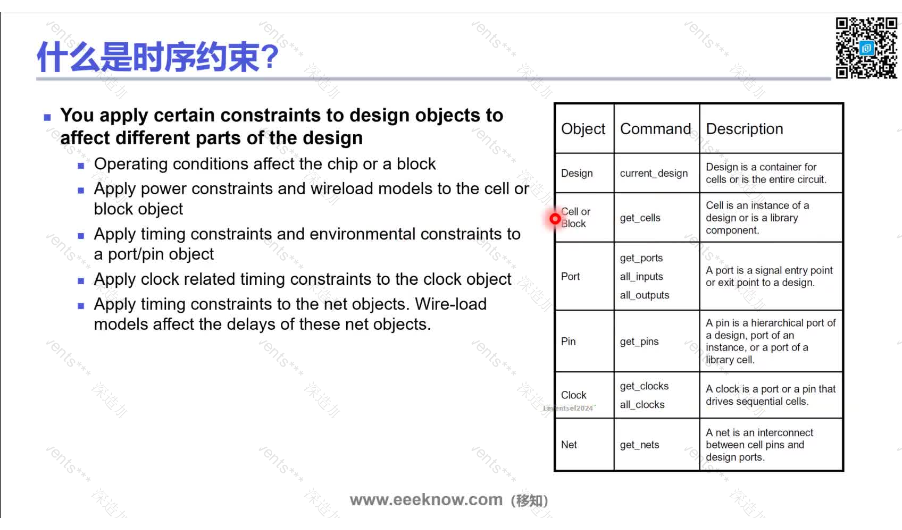 什么是时序约束?
You apply certain constraints to design objects to
affect different parts of the design
Operating conditions affect the chip or a block
Apply power constraints and wireload models to the cell or
block object
Apply timing constraints and environmental constraints to
a port/pin object
Apply clock related timing constraints to the clock object
Apply timing constraints to the net objects. Wire-load
models affect the delays of these net objects.
Object Command Description
Design current_design Design is a container for
cells or is the entire circuit.
Cell or
Block get_cells Cell is an instance of a
design or is a library
component.
Port get_ports
all_inputs
all_outputs A port is a signal entry point
or exit point to a design.
Pin get_pins A pin is a hierarchical port of
a design, port of an
instance, or a port of a
library cell.
Clock get_clocks
all_clocks A clock is a port or a pin that
drives sequential cells.
Net get_nets A net is an interconnect
between cell pins and
design ports.
www.eeeknow.com（移知）